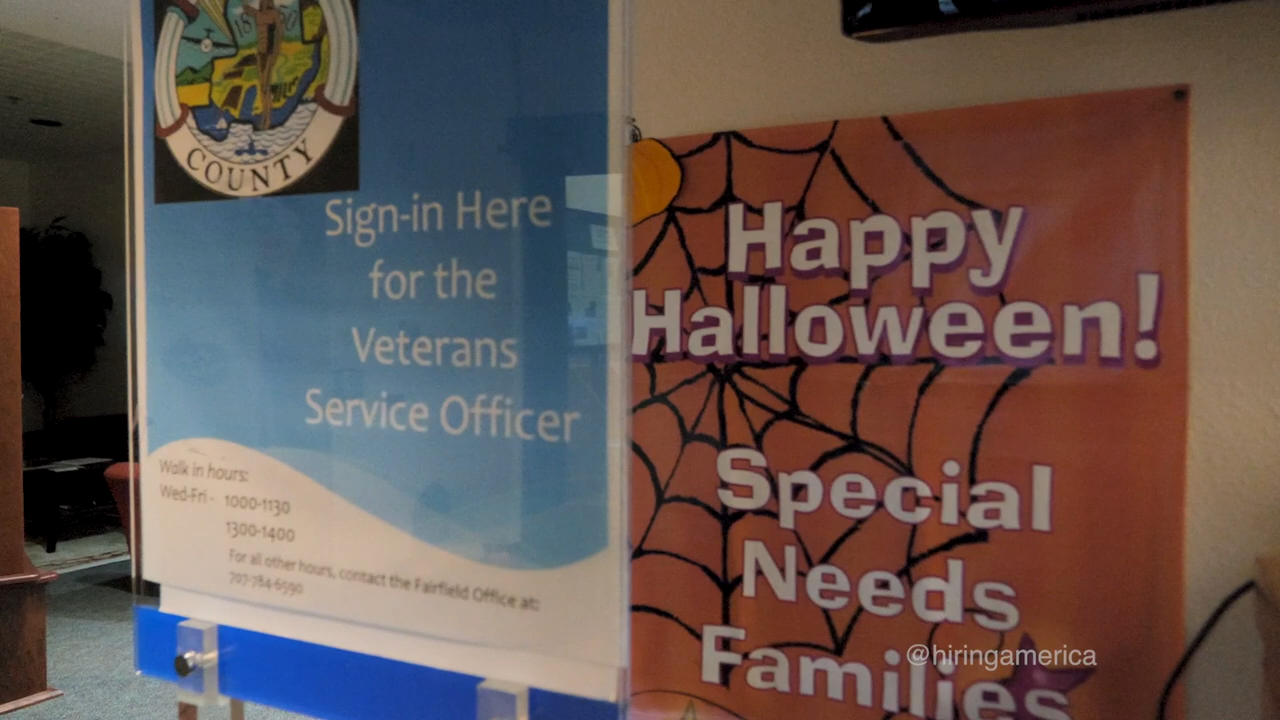 COUNTY
Sign-in Here
for the
Veterans
Service Officer
Walk in hours:
Wed-Fri - 1000-1130
1300-1400
For all other hours, contact the Fairfield Office at:
707-784-6590
Happy
Halloween!
Special
Needs
Families
@hiringamerica